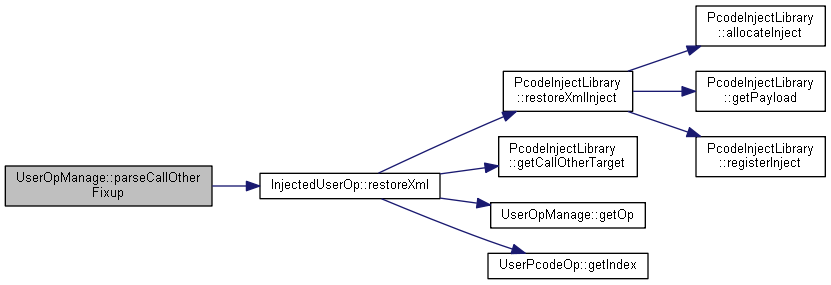 PcodeInjectLibrary
::allocateInject
PcodeInjectLibrary
::restoreXmlInject
PcodeInjectLibrary
::getPayload
PcodeInjectLibrary
::getCallOtherTarget
PcodeInjectLibrary
::registerInject
UserOpManage::parseCallOther
Fixup
InjectedUserOp::restoreXml
UserOpManage::getOp
UserPcodeOp::getIndex